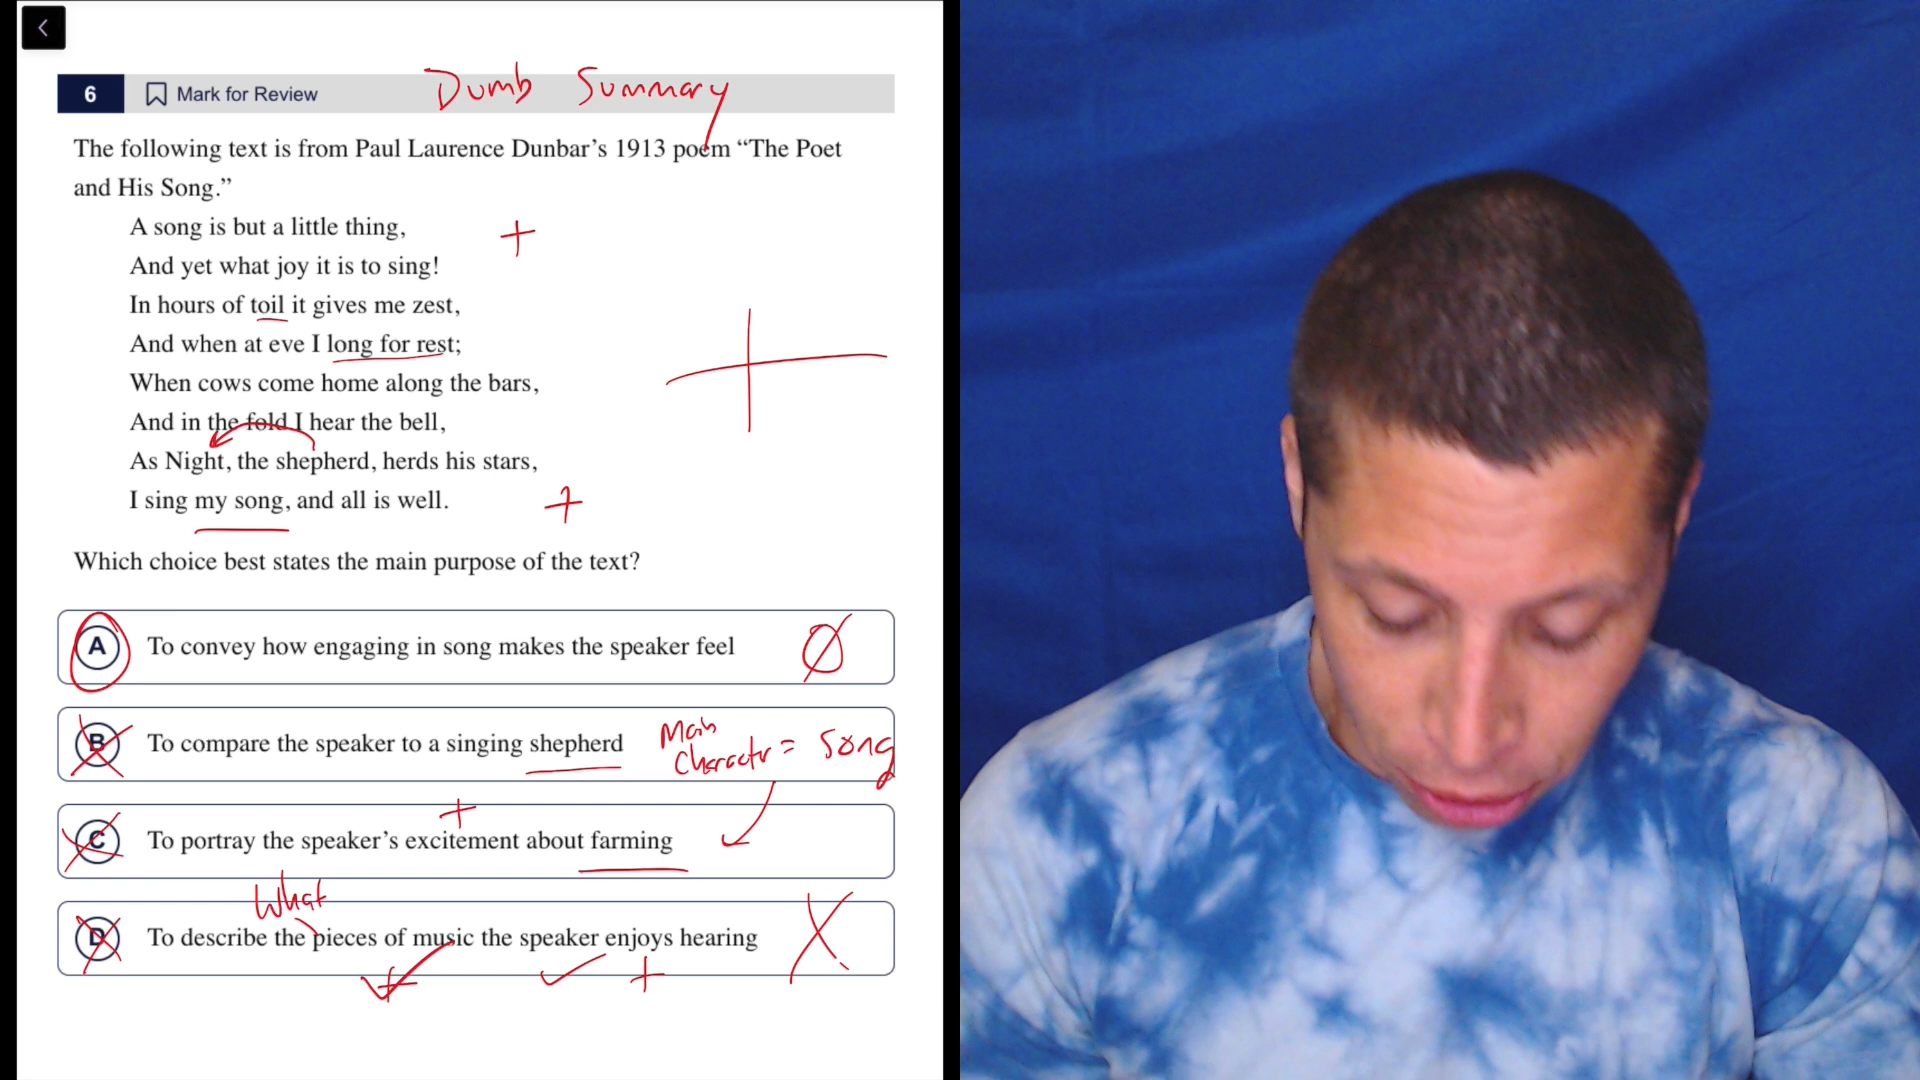 6 Mark for Review Dumb Summary
The following text is from Paul Laurence Dunbar’s 1913 poem “The Poet
and His Song.”
A song is but a little thing,
And yet what joy it is to sing!
In hours of toil it gives me zest,
And when at eve I long for rest;
When cows come home along the bars,
And in the fold I hear the bell,
As Night, the shepherd, herds his stars,
I sing my song, and all is well.
Which choice best states the main purpose of the text?
A To convey how engaging in song makes the speaker feel
B To compare the speaker to a singing shepherd
Main
Character = Song
C To portray the speaker’s excitement about farming
What
D To describe the pieces of music the speaker enjoys hearing